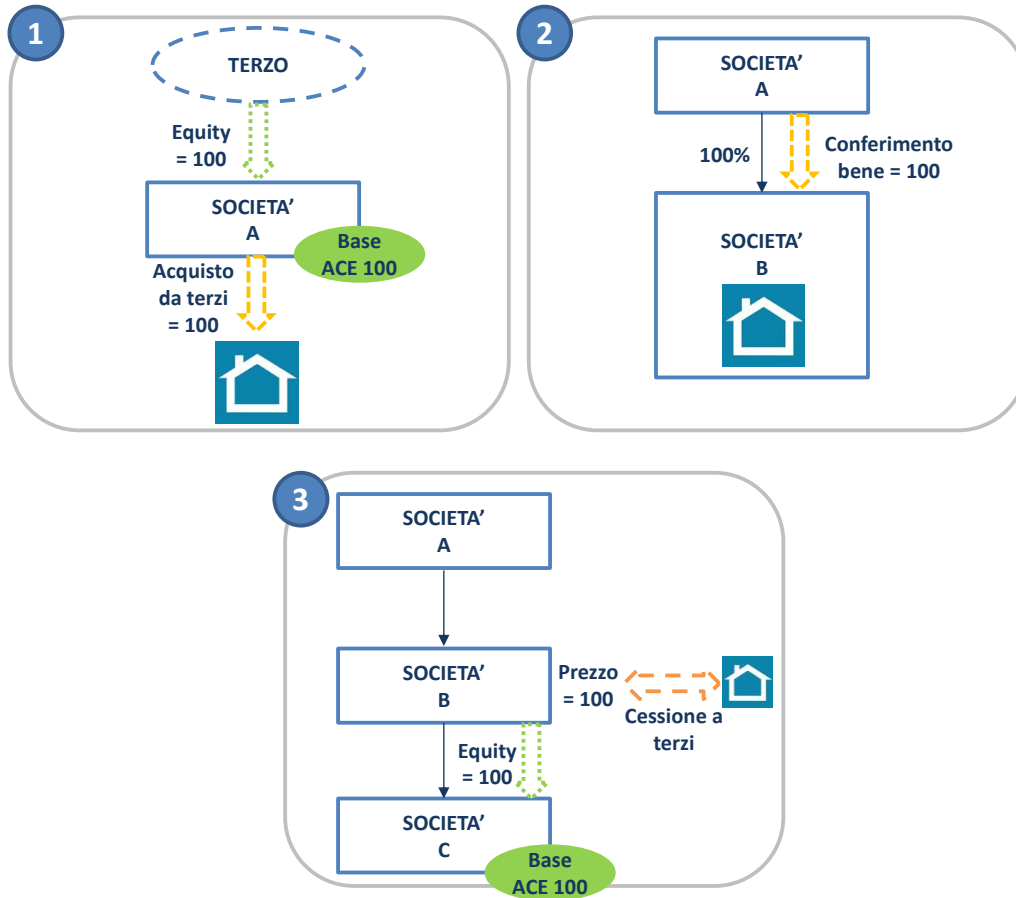 1
TERZO
Equity
= 100
SOCIETA'
A
Base
ACE 100
Acquisto
da terzi
= 100
2
SOCIETA'
A
100%
Conferimento
bene = 100
SOCIETA'
B
3
SOCIETA'
A
SOCIETA'
B
Prezzo
= 100
Cessione a
terzi
Equity
= 100
SOCIETA'
C
Base
ACE 100